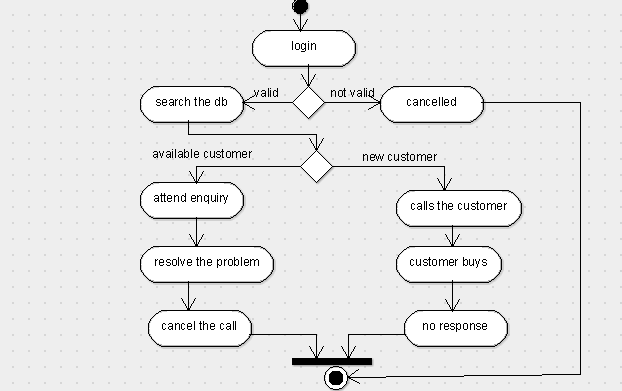 login
valid
not valid
search the db
cancelled
available customer
new customer
attend enquiry
calls the customer
resolve the problem
customer buys
cancel the call
no response